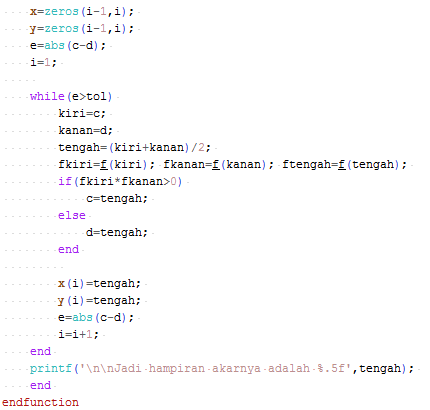 x=zeros(i-1,i);
y=zeros(i-1,i);
e=abs(c-d);
i=1;
while(e>tol)
kiri=c;
kanan=d;
tengah=(kiri+kanan)/2;
fkiri=f(kiri); fkanan=f(kanan); ftengah=f(tengah);
if(fkiri*fkanan>0)
c=tengah;
else
d=tengah;
end
x(i)=tengah;
y(i)=tengah;
e=abs(c-d);
i=i+1;
end
printf('\n\nJadi hampiran akarnya adalah %.5f',tengah);
end
endfunction